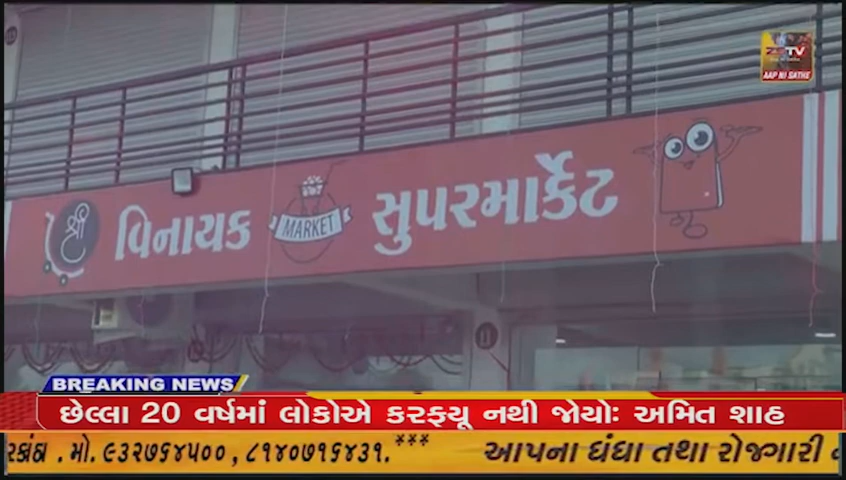 TV
AAP NI SATHE
શ્રી વિનાયક MARKET સુપરમાર્કેટ
BREAKING NEWS
છેલ્લા 20 વર્ષમાં લોકોએ કરફ્યૂ નથી જોયોઃ અમિત શાહ
મો. ૯૩૨૭૬૪૫૦૦, ૮૧૪૦૭૧૬૪૩૧.*** આપના ધંધા તથા રોજગારી